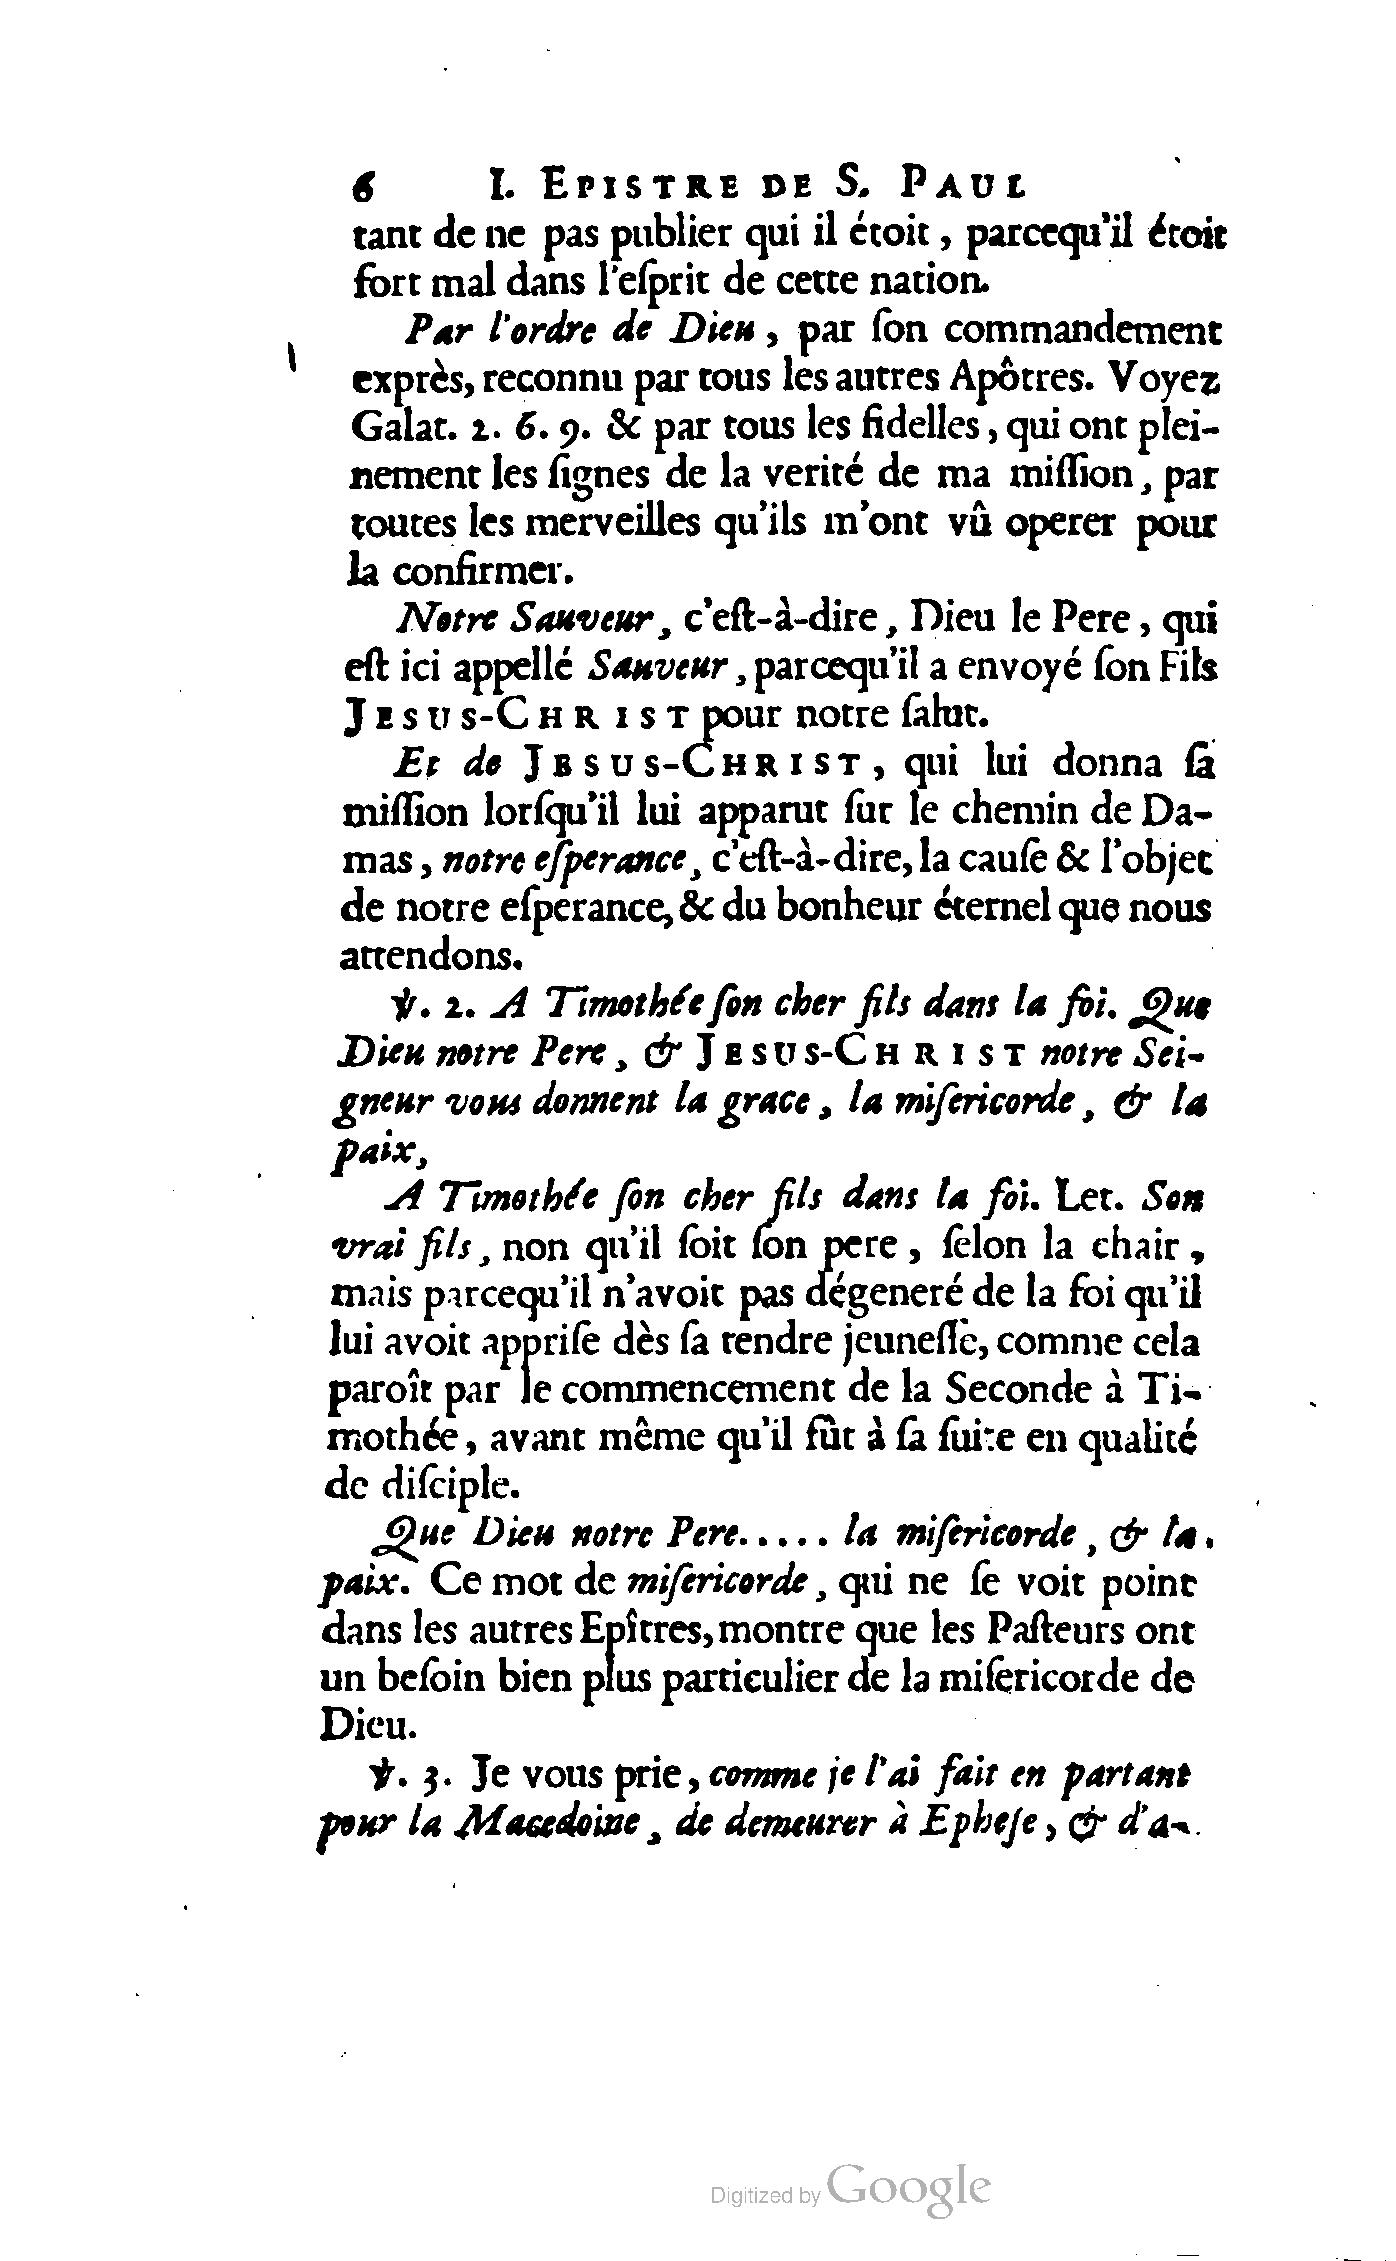 6 I. EPISTRE DE S. PAUL
tant de ne pas publier qui il étoit, parcequ'il étoit
fort mal dans l'eſprit de cette nation.
Par l'ordre de Dieu, par ſon commandement
exprès, reconnu par tous les autres Apôtres. Voyez
Galat. 2. 6. 9. & par tous les fidelles, qui ont plei-
nement les ſignes de la verité de ma miſſion, par
toutes les merveilles qu'ils m'ont vû operer pour
la confirmer.
Notre Sauveur, c'eſt-à-dire, Dieu le Pere, qui
eſt ici appellé Sauveur, parcequ'il a envoyé ſon Fils
JESUS-CHRIST pour notre ſalut.
Et de JESUS-CHRIST, qui lui donna ſa
miſſion lorſqu'il lui apparut ſur le chemin de Da-
mas, notre eſperance, c'eſt-à-dire, la cauſe & l'objet
de notre eſperance, & du bonheur éternel que nous
attendons.
℣. 2. A Timothée ſon cher fils dans la foi. Que
Dieu notre Pere, & JESUS-CHRIST notre Sei-
gneur vous donnent la grace, la miſericorde, & la
paix,
A Timothée ſon cher fils dans la foi. Let. Son
vrai fils, non qu'il ſoit ſon pere, ſelon la chair,
mais parcequ'il n'avoit pas dégeneré de la foi qu'il
lui avoit appriſe dès ſa tendre jeuneſſe, comme cela
paroît par le commencement de la Seconde à Ti-
mothée, avant même qu'il fût à ſa ſuite en qualité
de diſciple.
Que Dieu notre Pere..... la miſericorde, & la
paix. Ce mot de miſericorde, qui ne ſe voit point
dans les autres Epîtres, montre que les Paſteurs ont
un beſoin bien plus particulier de la miſericorde de
Dieu.
℣. 3. Je vous prie, comme je l'ai fait en partant
pour la Macedoine, de demeurer à Epheſe, & d'a-
Digitized by Google